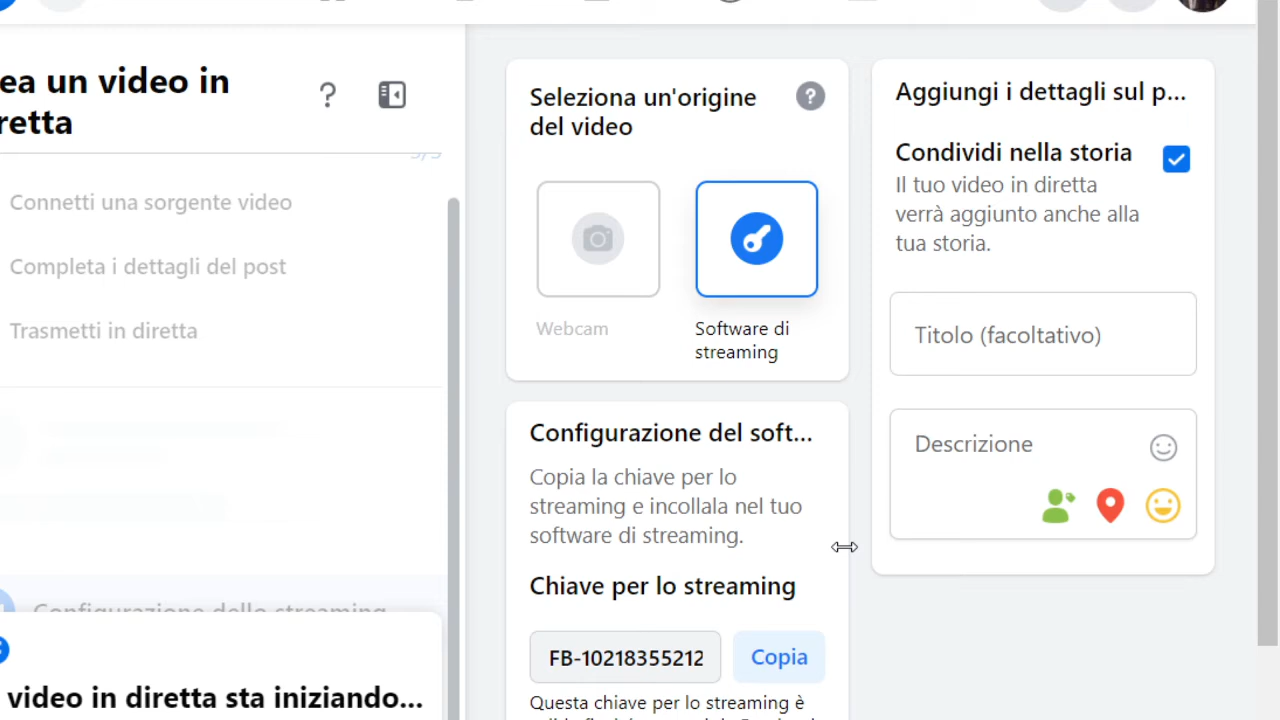 ea un video in
retta
Connetti una sorgente video
Completa i dettagli del post
Trasmetti in diretta
Configurazione dello streaming
video in diretta sta iniziando...
Seleziona un'origine
del video
Webcam
Software di
streaming
Configurazione del soft...
Copia la chiave per lo
streaming e incollala nel tuo
software di streaming.
Chiave per lo streaming
FB-10218355212
Copia
Questa chiave per lo streaming è
Aggiungi i dettagli sul p...
Condividi nella storia
Il tuo video in diretta
verrà aggiunto anche alla
tua storia.
Titolo (facoltativo)
Descrizione